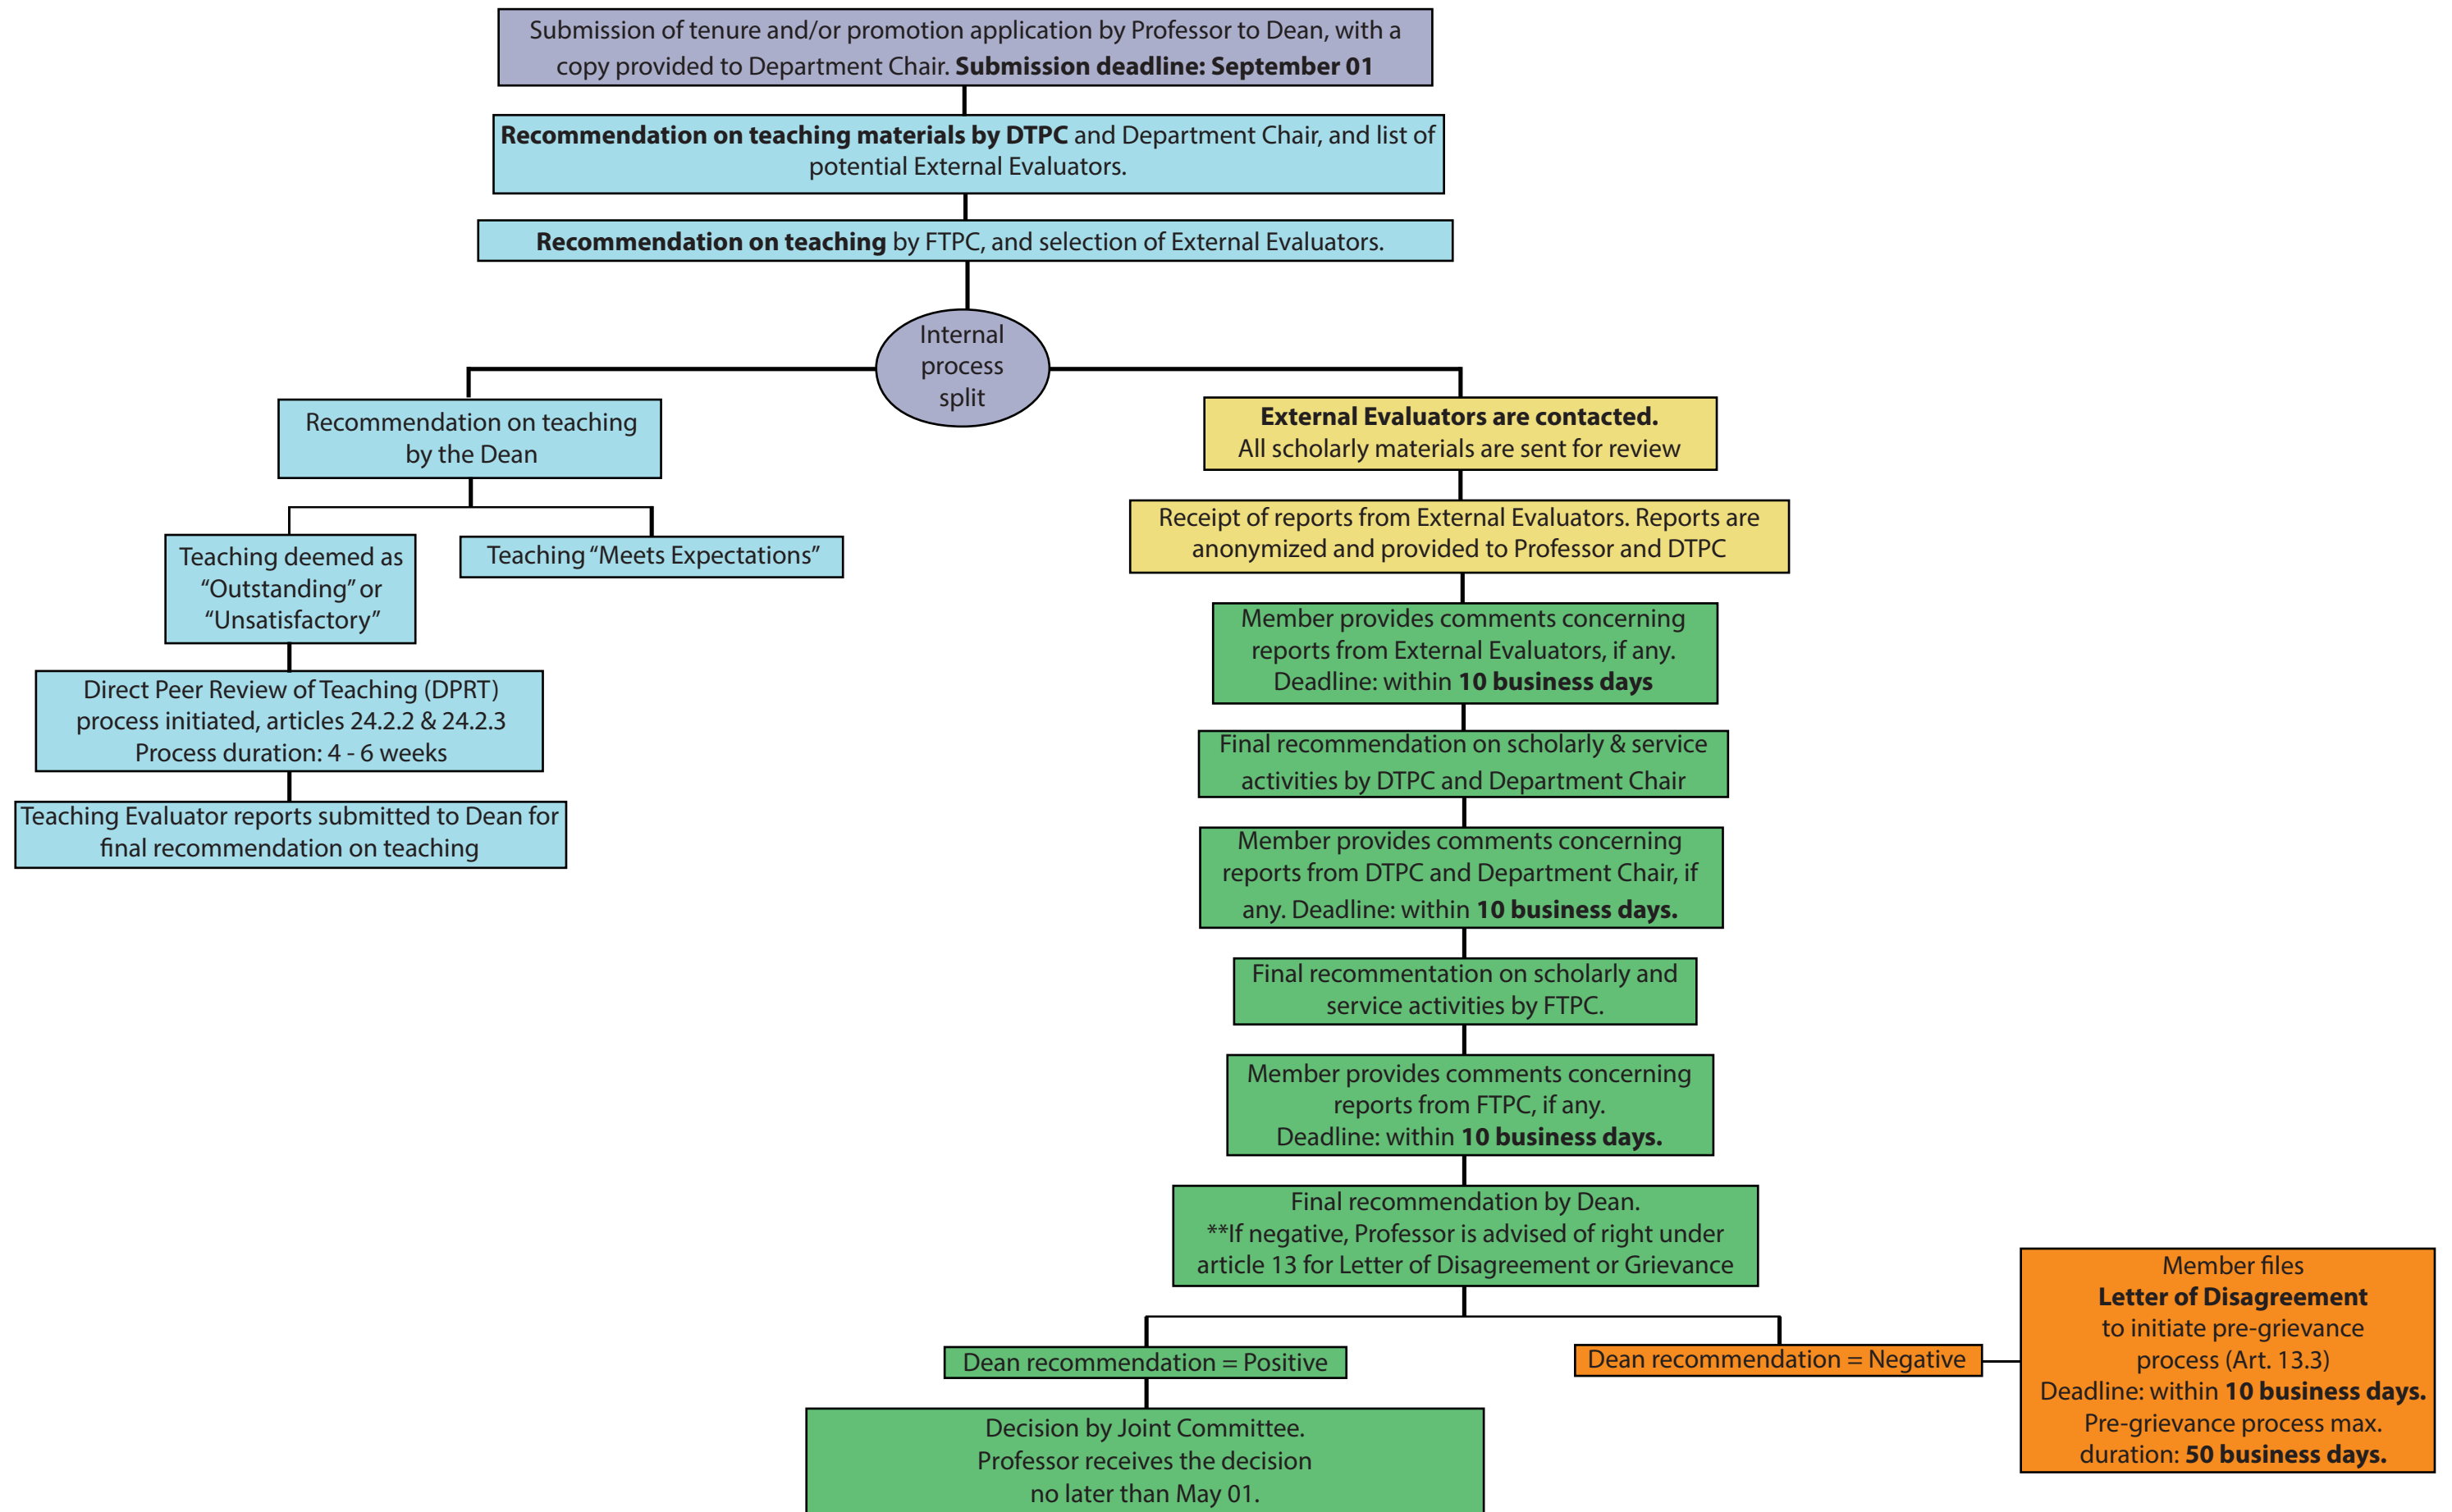 Submission of tenure and/or promotion application by Professor to Dean, with a
copy provided to Department Chair. Submission deadline: September 01
Recommendation on teaching materials by DTPC and Department Chair, and list of
potential External Evaluators.
Recommendation on teaching by FTPC, and selection of External Evaluators.
Internal
process
split
Recommendation on teaching
by the Dean
Teaching deemed as
“Outstanding” or
“Unsatisfactory”
Teaching “Meets Expectations”
Direct Peer Review of Teaching (DPRT)
process initiated, articles 24.2.2 & 24.2.3
Process duration: 4 - 6 weeks
Teaching Evaluator reports submitted to Dean for
final recommendation on teaching
External Evaluators are contacted.
All scholarly materials are sent for review
Receipt of reports from External Evaluators. Reports are
anonymized and provided to Professor and DTPC
Member provides comments concerning
reports from External Evaluators, if any.
Deadline: within 10 business days
Final recommendation on scholarly & service
activities by DTPC and Department Chair
Member provides comments concerning
reports from DTPC and Department Chair, if
any. Deadline: within 10 business days.
Final recommentation on scholarly and
service activities by FTPC.
Member provides comments concerning
reports from FTPC, if any.
Deadline: within 10 business days.
Final recommendation by Dean.
**If negative, Professor is advised of right under
article 13 for Letter of Disagreement or Grievance
Dean recommendation = Positive
Decision by Joint Committee.
Professor receives the decision
no later than May 01.
Dean recommendation = Negative
Member files
Letter of Disagreement
to initiate pre-grievance
process (Art. 13.3)
Deadline: within 10 business days.
Pre-grievance process max.
duration: 50 business days.